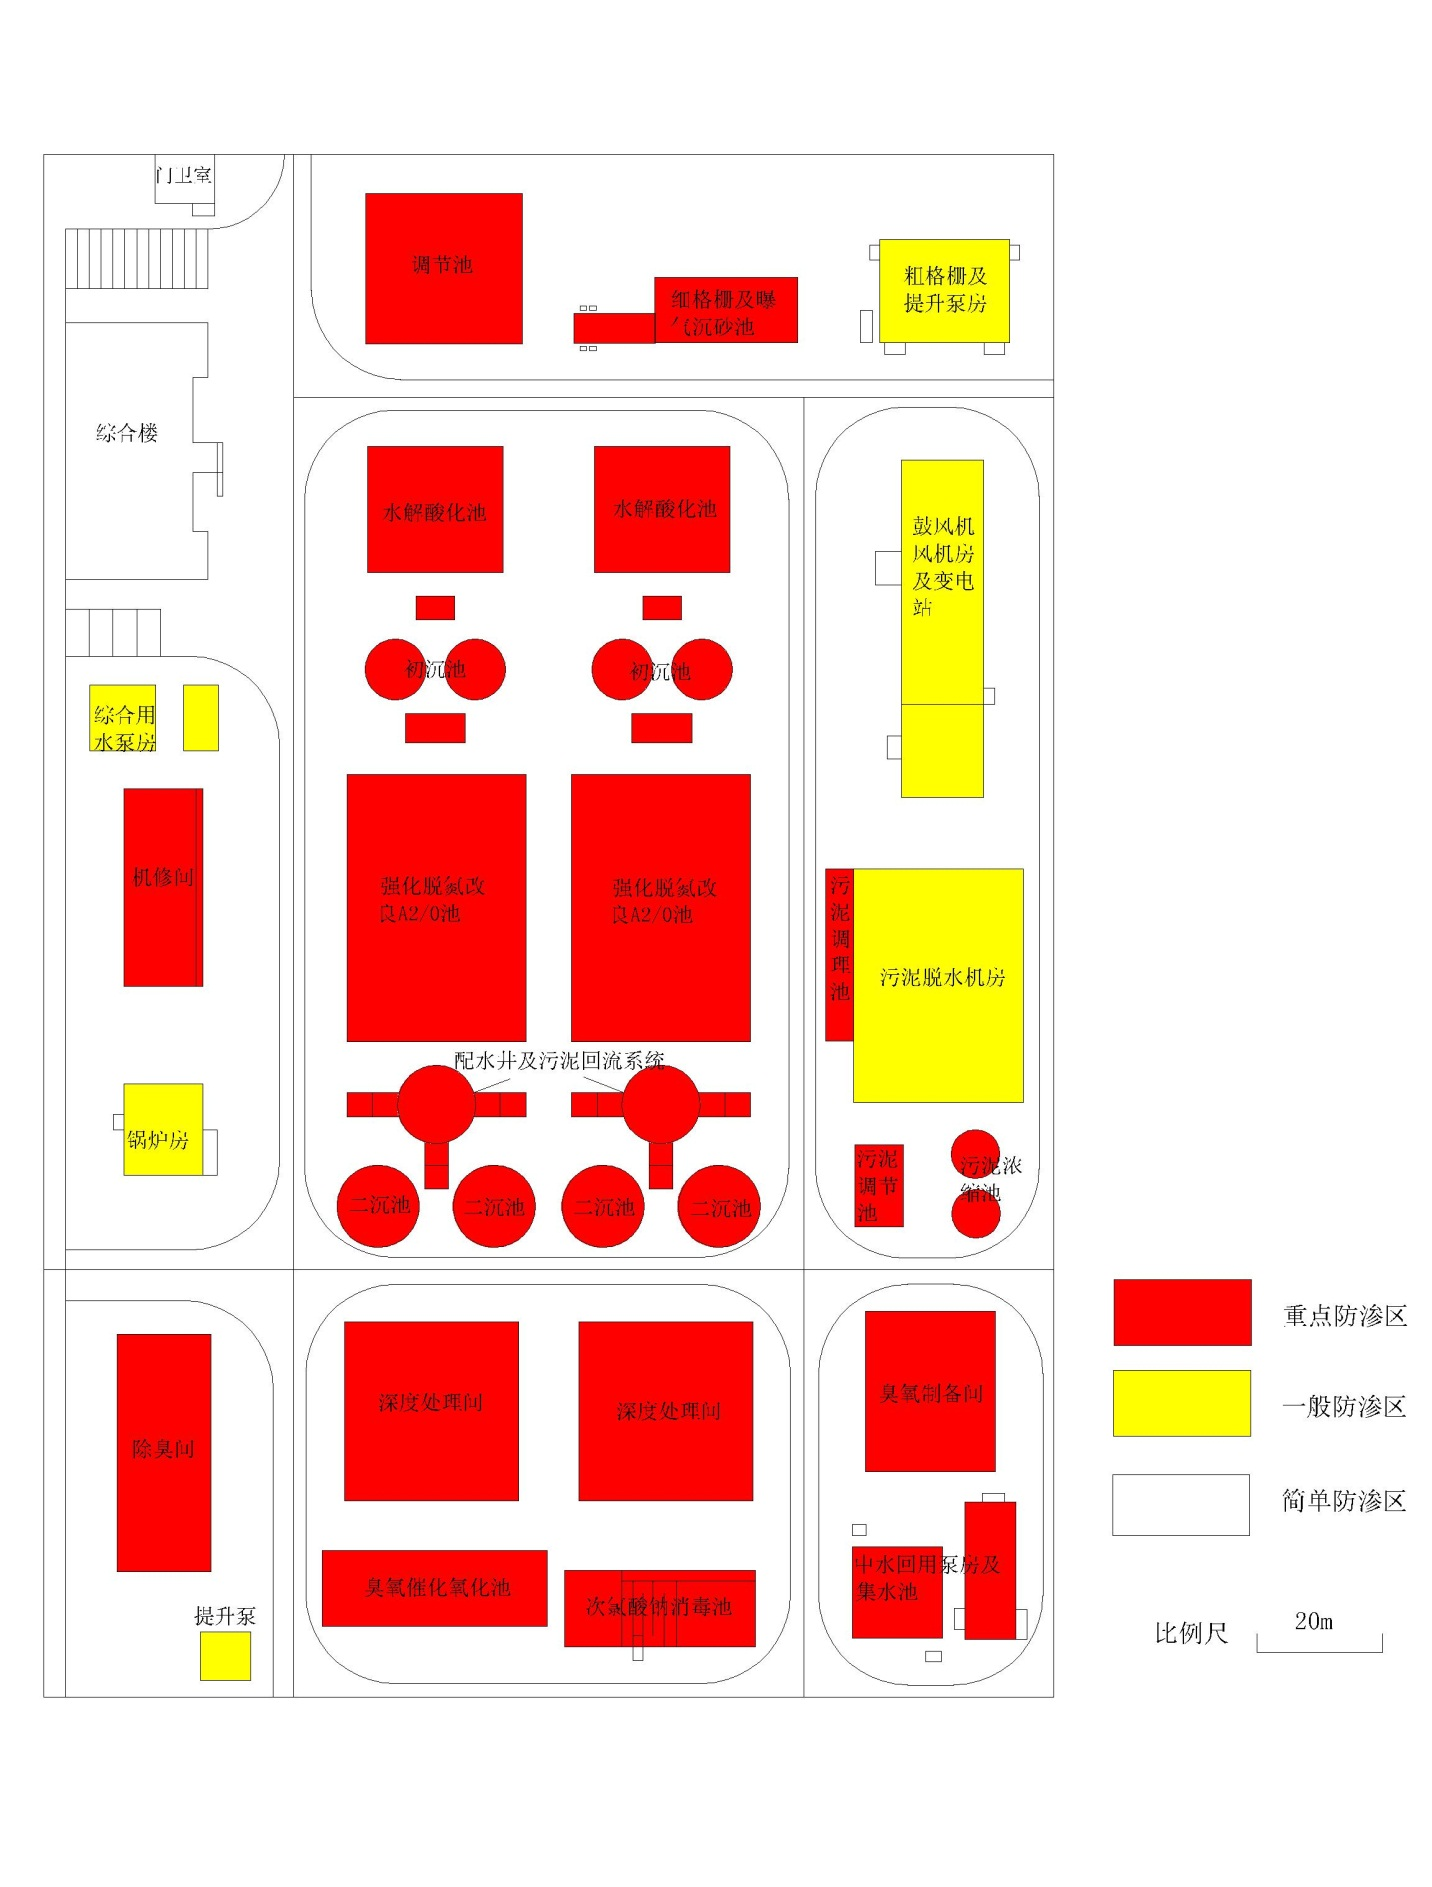 门卫室
调节池
细格栅及曝
气沉砂池
粗格栅及
提升泵房
综合楼
水解酸化池
水解酸化池
鼓风机
风机房
及变电
站
初沉池
初沉池
综合用
水泵房
机修间
强化脱氮改
良A2/O池
强化脱氮改
良A2/O池
污
泥
调
理
池
污泥脱水机房
配水井及污泥回流系统
锅炉房
二沉池
二沉池
二沉池
二沉池
污泥
调节
池
污泥浓
缩池
重点防渗区
一般防渗区
简单防渗区
除臭间
深度处理间
深度处理间
臭氧制备间
臭氧催化氧化池
次氯酸钠消毒池
中水回用泵房及
集水池
提升泵
比例尺
20m